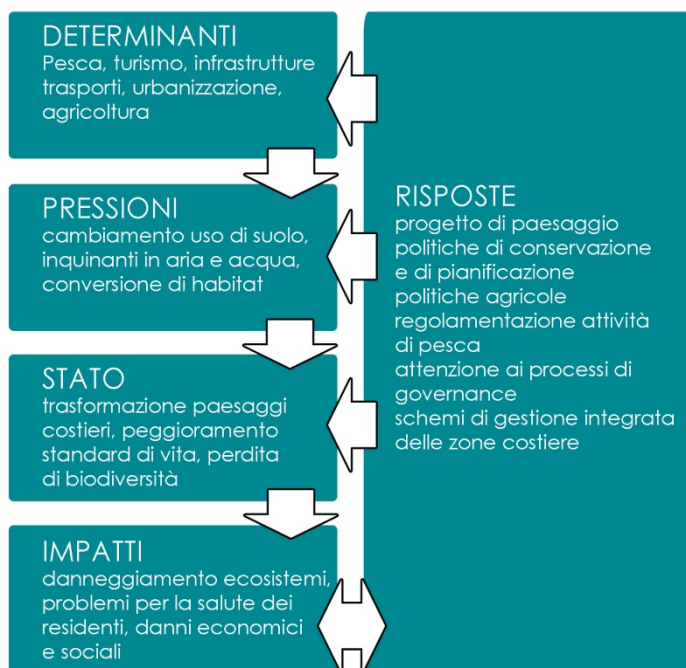 DETERMINANTI
Pesca, turismo, infrastrutture
trasporti, urbanizzazione,
agricoltura
PRESSIONI
cambiamento uso di suolo,
inquinanti in aria e acqua,
conversione di habitat
STATO
trasformazione paesaggi
costieri, peggioramento
standard di vita, perdita
di biodiversità
IMPATTI
danneggiamento ecosistemi,
problemi per la salute dei
residenti, danni economici
e sociali
RISPOSTE
progetto di paesaggio
politiche di conservazione
e di pianificazione
politiche agricole
regolamentazione attività
di pesca
attenzione ai processi di
governance
schemi di gestione integrata
delle zone costiere